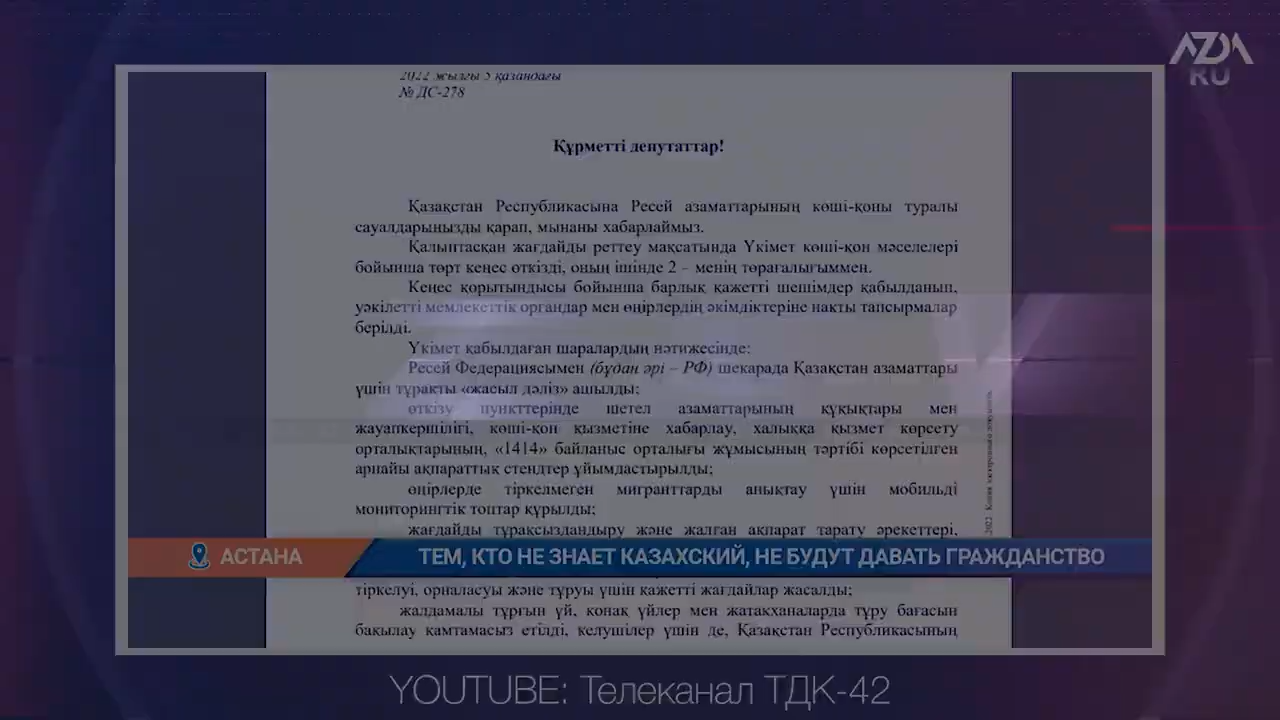 AZDA
RU
2022 жылғы 5 қазандағы
№ ДС-278
Құрметті депутаттар!
Қазақстан Республикасына Ресей азаматтарының көші-қоны туралы
сауалдарыңызды қарап, мынаны хабарлаймыз.
Қалыптасқан жағдайды реттеу мақсатында Үкімет көші-қон мәселелері
бойынша төрт кеңес өткізді, оның ішінде 2 – менің төрағалығыммен.
Кеңес қорытындысы бойынша барлық қажетті шешімдер қабылданып,
уәкілетті мемлекеттік органдар мен өңірлердің әкімдіктеріне нақты тапсырмалар
берілді.
Үкімет қабылдаған шаралардың нәтижесінде:
Ресей Федерациясымен (бұдан әрі – РФ) шекарада Қазақстан азаматтары
үшін тұрақты «жасыл дәліз» ашылды;
өткізу пункттерінде шетел азаматтарының құқықтары мен
жауапкершілігі, көші-қон қызметіне хабарлау, халыққа қызмет көрсету
орталықтарының, «1414» байланыс орталығы жұмысының тәртібі көрсетілген
арнайы ақпараттық стендтер ұйымдастырылды;
өңірлерде тіркелмеген мигранттарды анықтау үшін мобильді
мониторингтік топтар құрылды;
жағдайды тұрақсыздандыру және жалған ақпарат тарату әрекеттері,
АСТАНА
ТЕМ, КТО НЕ ЗНАЕТ КАЗАХСКИЙ, НЕ БУДУТ ДАВАТЬ ГРАЖДАНСТВО
тіркелуі, орналасуы және тұруы үшін қажетті жағдайлар жасалды;
жалдамалы тұрғын үй, қонақ үйлер мен жатақханаларда тұру бағасын
бақылау қамтамасыз етілді, келушілер үшін де, Қазақстан Республикасының
2022 Копия электронного документа.
YOUTUBE: Телеканал ТДК-42